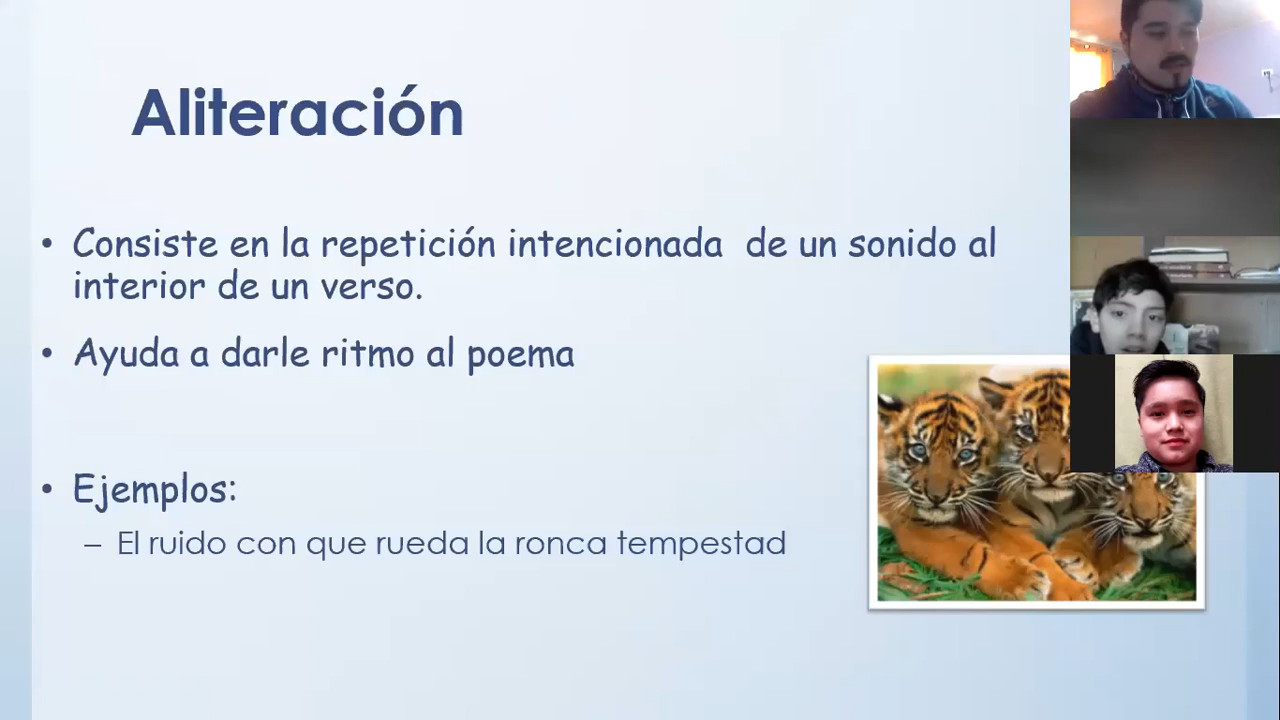 Aliteración
• Consiste en la repetición intencionada  de un sonido al
interior de un verso.
• Ayuda a darle ritmo al poema
• Ejemplos:
– El ruido con que rueda la ronca tempestad